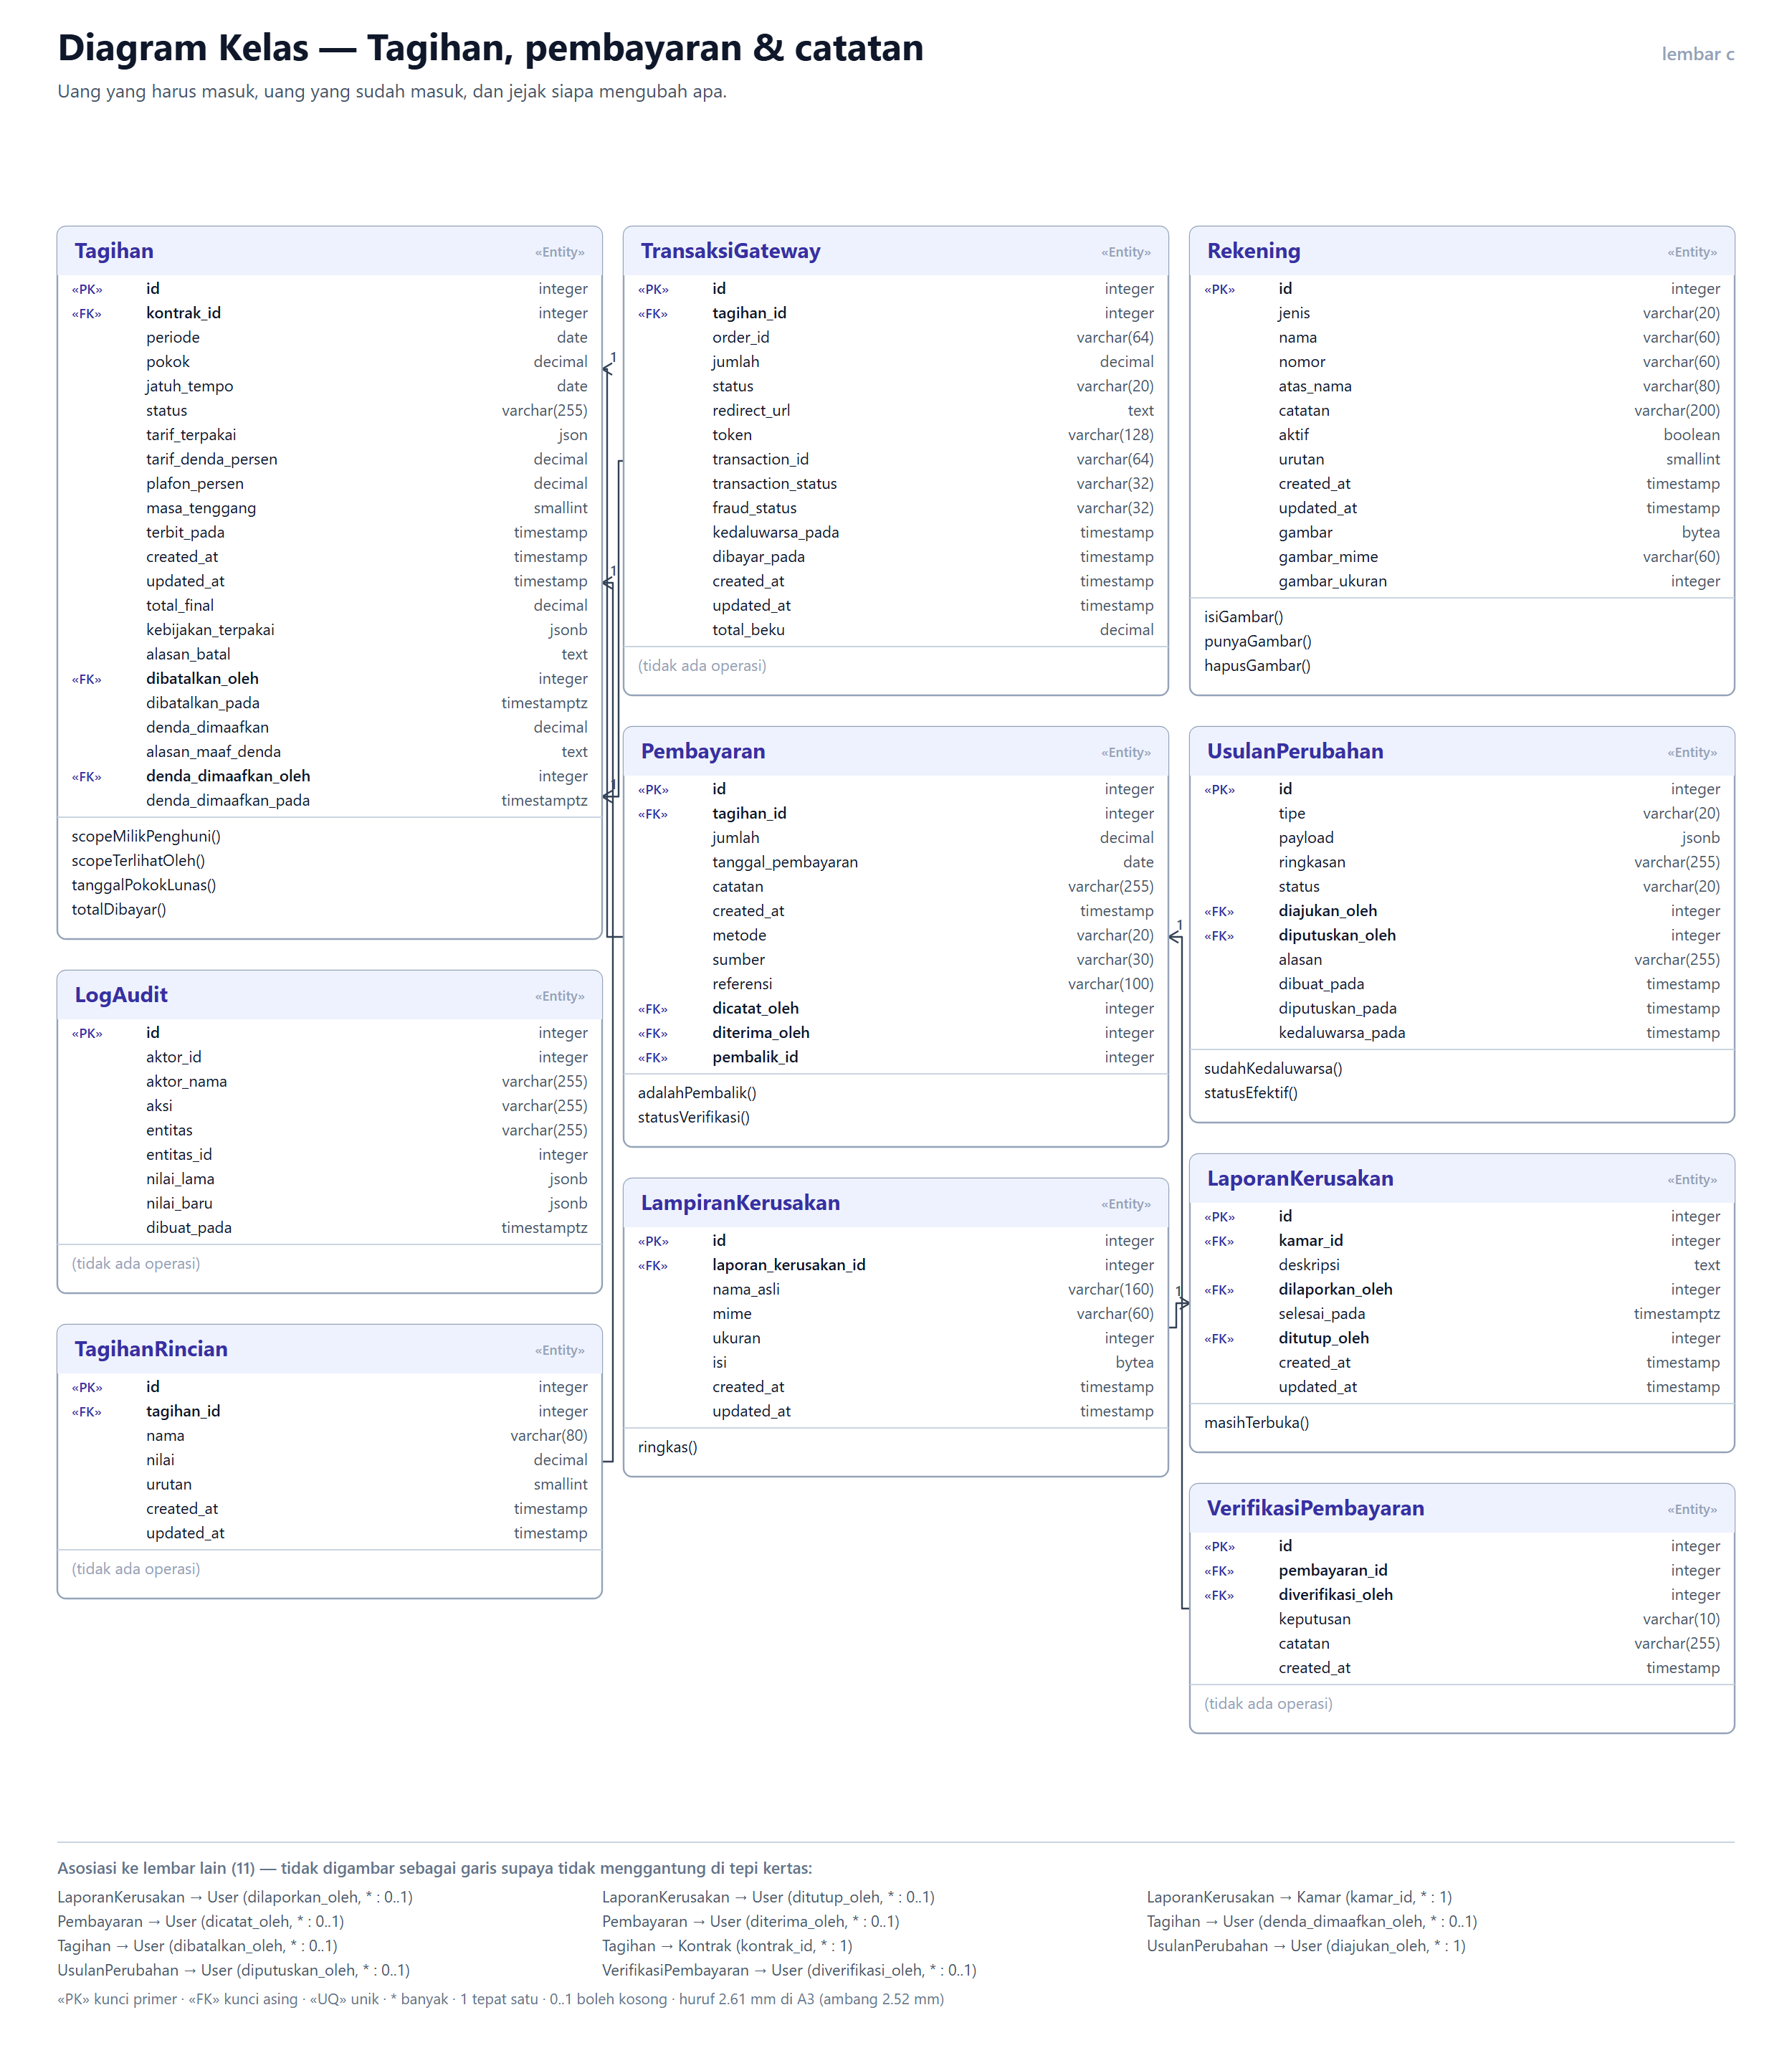 Diagram Kelas — Tagihan, pembayaran & catatan
lembar c
Uang yang harus masuk, uang yang sudah masuk, dan jejak siapa mengubah apa.
Tagihan «Entity»
«PK» id integer
«FK» kontrak_id integer
periode date
pokok decimal
jatuh_tempo date
status varchar(255)
tarif_terpakai json
tarif_denda_persen decimal
plafon_persen decimal
masa_tenggang smallint
terbit_pada timestamp
created_at timestamp
updated_at timestamp
total_final decimal
kebijakan_terpakai jsonb
alasan_batal text
«FK» dibatalkan_oleh integer
dibatalkan_pada timestamptz
denda_dimaafkan decimal
alasan_maaf_denda text
«FK» denda_dimaafkan_oleh integer
denda_dimaafkan_pada timestamptz
scopeMilikPenghuni()
scopeTerlihatOleh()
tanggalPokokLunas()
totalDibayar()
1
1
LogAudit «Entity»
«PK» id integer
aktor_id integer
aktor_nama varchar(255)
aksi varchar(255)
entitas varchar(255)
entitas_id integer
nilai_lama jsonb
nilai_baru jsonb
dibuat_pada timestamptz
(tidak ada operasi)
TagihanRincian «Entity»
«PK» id integer
«FK» tagihan_id integer
nama varchar(80)
nilai decimal
urutan smallint
created_at timestamp
updated_at timestamp
(tidak ada operasi)
TransaksiGateway «Entity»
«PK» id integer
«FK» tagihan_id integer
order_id varchar(64)
jumlah decimal
status varchar(20)
redirect_url text
token varchar(128)
transaction_id varchar(64)
transaction_status varchar(32)
fraud_status varchar(32)
kedaluwarsa_pada timestamp
dibayar_pada timestamp
created_at timestamp
updated_at timestamp
total_beku decimal
(tidak ada operasi)
Pembayaran «Entity»
«PK» id integer
«FK» tagihan_id integer
jumlah decimal
tanggal_pembayaran date
catatan varchar(255)
created_at timestamp
metode varchar(20)
sumber varchar(30)
referensi varchar(100)
«FK» dicatat_oleh integer
«FK» diterima_oleh integer
«FK» pembalik_id integer
adalahPembalik()
statusVerifikasi()
1
LampiranKerusakan «Entity»
«PK» id integer
«FK» laporan_kerusakan_id integer
nama_asli varchar(160)
mime varchar(60)
ukuran integer
isi bytea
created_at timestamp
updated_at timestamp
ringkas()
1
Rekening «Entity»
«PK» id integer
jenis varchar(20)
nama varchar(60)
nomor varchar(60)
atas_nama varchar(80)
catatan varchar(200)
aktif boolean
urutan smallint
created_at timestamp
updated_at timestamp
gambar bytea
gambar_mime varchar(60)
gambar_ukuran integer
isiGambar()
punyaGambar()
hapusGambar()
UsulanPerubahan «Entity»
«PK» id integer
tipe varchar(20)
payload jsonb
ringkasan varchar(255)
status varchar(20)
«FK» diajukan_oleh integer
«FK» diputuskan_oleh integer
alasan varchar(255)
dibuat_pada timestamp
diputuskan_pada timestamp
kedaluwarsa_pada timestamp
sudahKedaluwarsa()
statusEfektif()
LaporanKerusakan «Entity»
«PK» id integer
«FK» kamar_id integer
deskripsi text
«FK» dilaporkan_oleh integer
selesai_pada timestamptz
«FK» ditutup_oleh integer
created_at timestamp
updated_at timestamp
masihTerbuka()
VerifikasiPembayaran «Entity»
«PK» id integer
«FK» pembayaran_id integer
«FK» diverifikasi_oleh integer
keputusan varchar(10)
catatan varchar(255)
created_at timestamp
(tidak ada operasi)
Asosiasi ke lembar lain (11) — tidak digambar sebagai garis supaya tidak menggantung di tepi kertas:
LaporanKerusakan → User (dilaporkan_oleh, * : 0..1) LaporanKerusakan → User (ditutup_oleh, * : 0..1) LaporanKerusakan → Kamar (kamar_id, * : 1)
Pembayaran → User (dicatat_oleh, * : 0..1) Pembayaran → User (diterima_oleh, * : 0..1) Tagihan → User (denda_dimaafkan_oleh, * : 0..1)
Tagihan → User (dibatalkan_oleh, * : 0..1) Tagihan → Kontrak (kontrak_id, * : 1) UsulanPerubahan → User (diajukan_oleh, * : 1)
UsulanPerubahan → User (diputuskan_oleh, * : 0..1) VerifikasiPembayaran → User (diverifikasi_oleh, * : 0..1)
«PK» kunci primer · «FK» kunci asing · «UQ» unik · * banyak · 1 tepat satu · 0..1 boleh kosong · huruf 2.61 mm di A3 (ambang 2.52 mm)